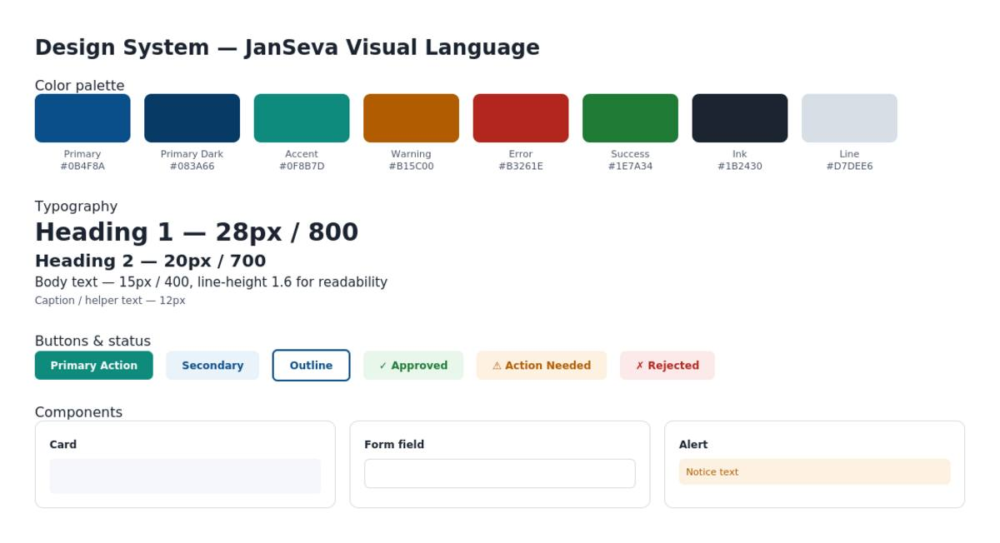 Design System — JanSeva Visual Language
Color palette
Primary
#0B4F8A
Primary Dark
#083A66
Accent
#0F8B7D
Warning
#B15C00
Error
#B3261E
Success
#1E7A34
Ink
#1B2430
Line
#D7DEE6
Typography
Heading 1 — 28px / 800
Heading 2 — 20px / 700
Body text — 15px / 400, line-height 1.6 for readability
Caption / helper text — 12px
Buttons & status
Primary Action
Secondary
Outline
✓ Approved
⚠ Action Needed
✗ Rejected
Components
Card
Form field
Alert
Notice text